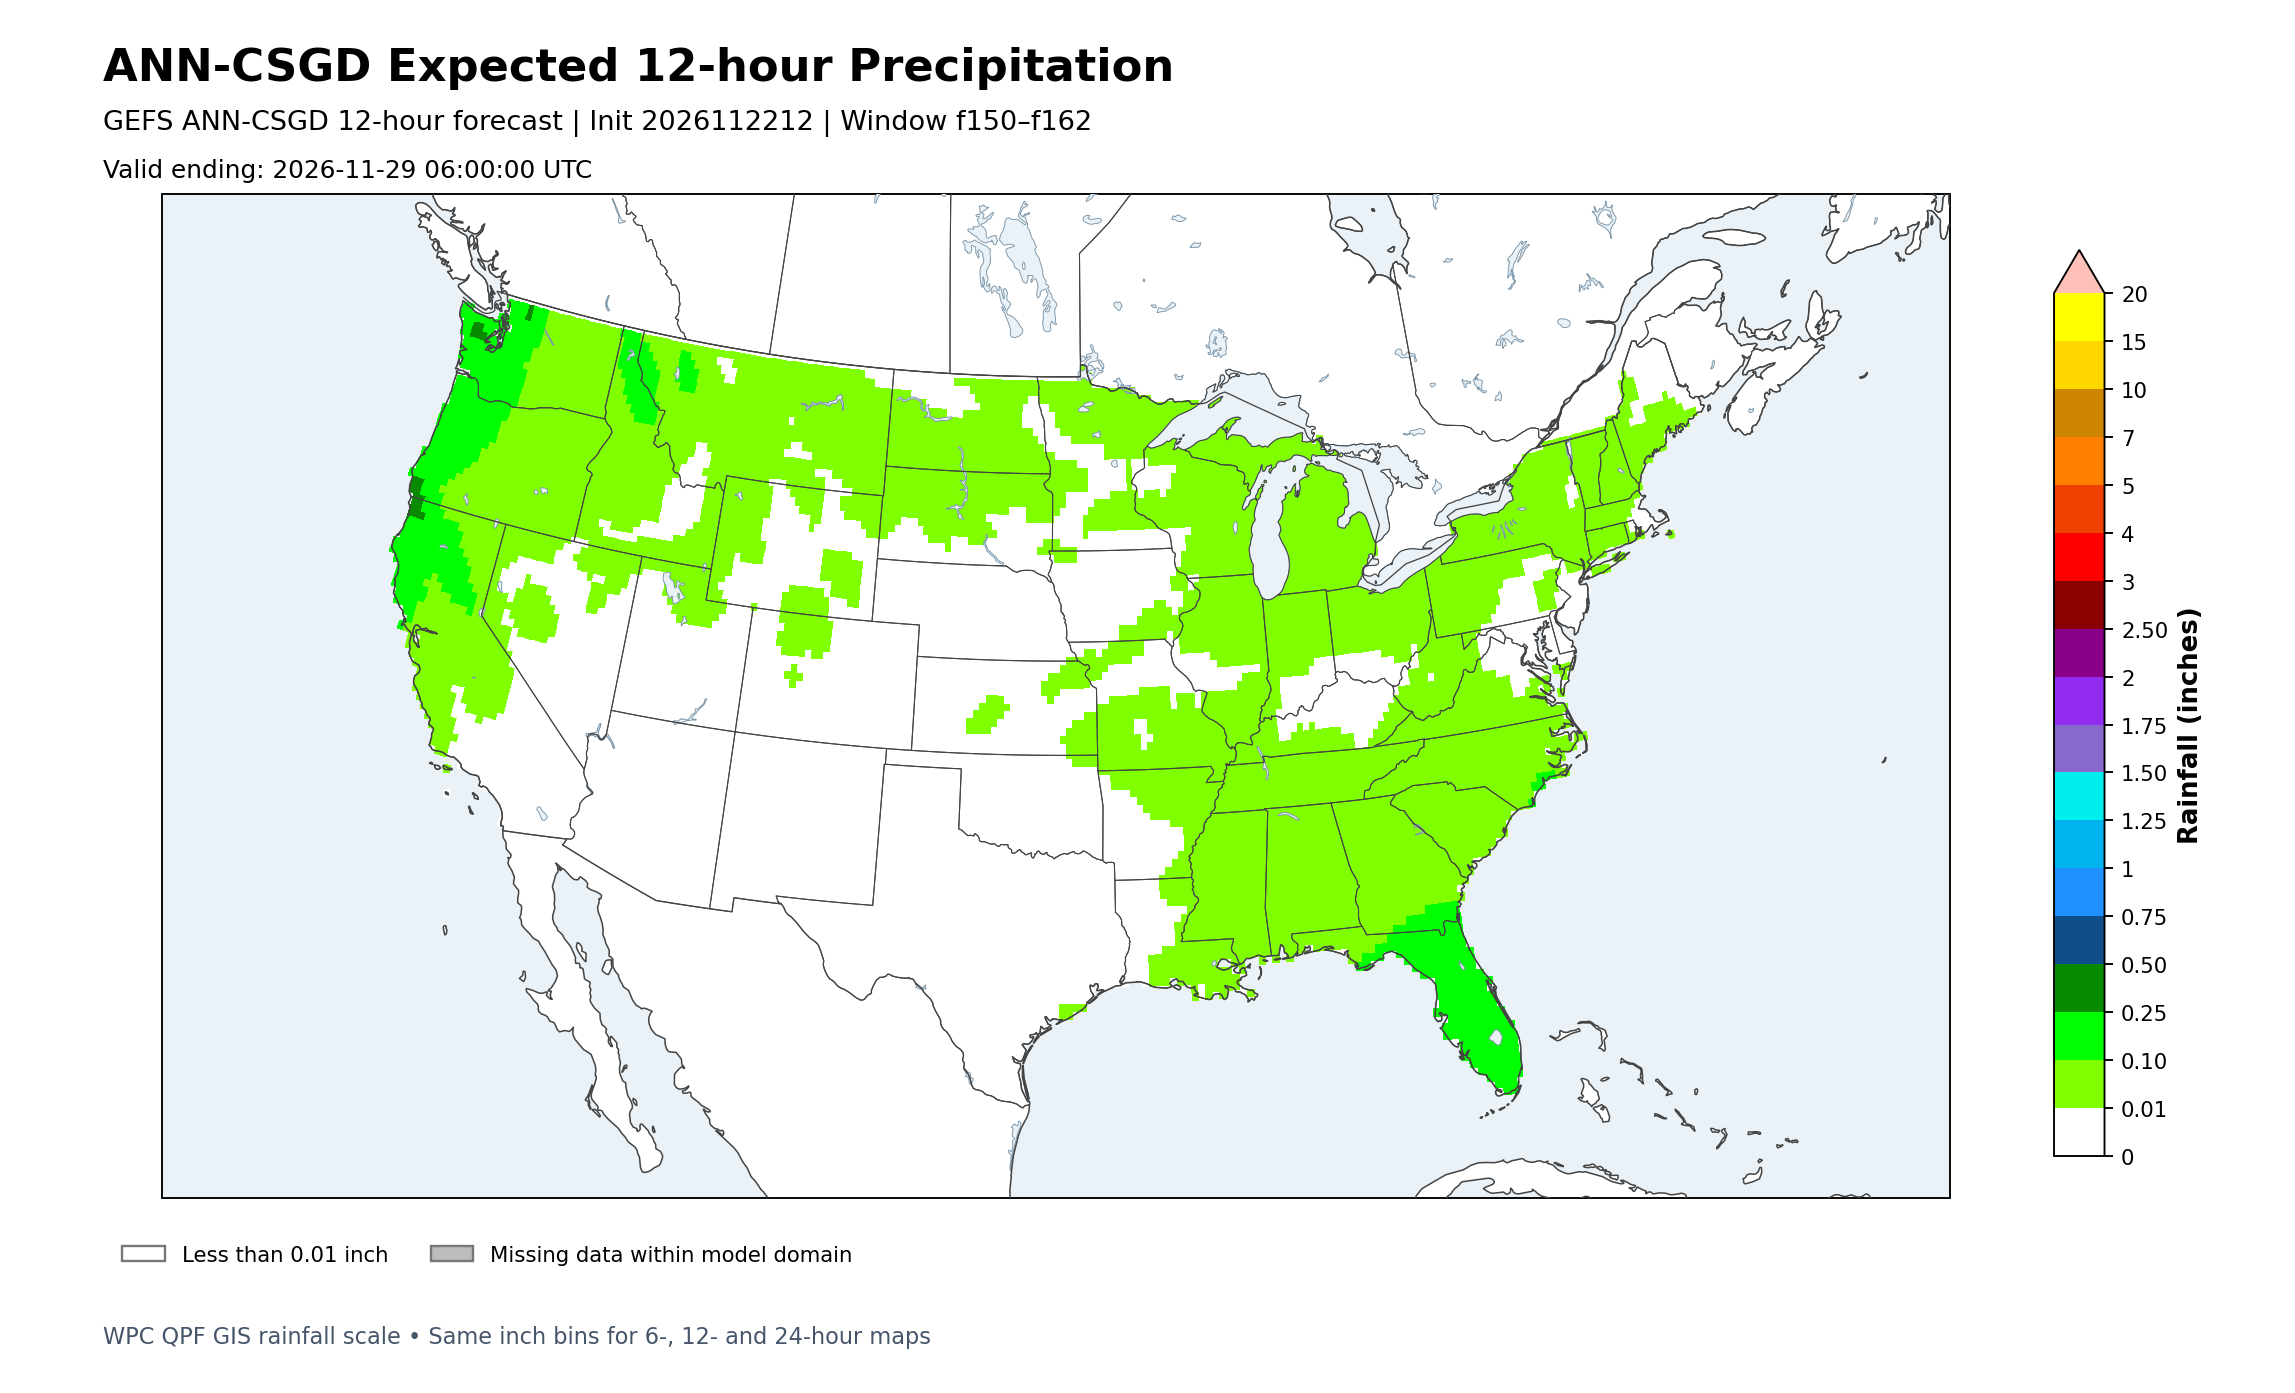 ANN-CSGD Expected 12-hour Precipitation
GEFS ANN-CSGD 12-hour forecast | Init 2026112212 | Window f150–f162
Valid ending: 2026-11-29 06:00:00 UTC
20
15
10
7
5
4
3
2.50
2
1.75
1.50
1.25
1
0.75
0.50
0.25
0.10
0.01
0
Rainfall (inches)
Less than 0.01 inch
Missing data within model domain
WPC QPF GIS rainfall scale • Same inch bins for 6-, 12- and 24-hour maps